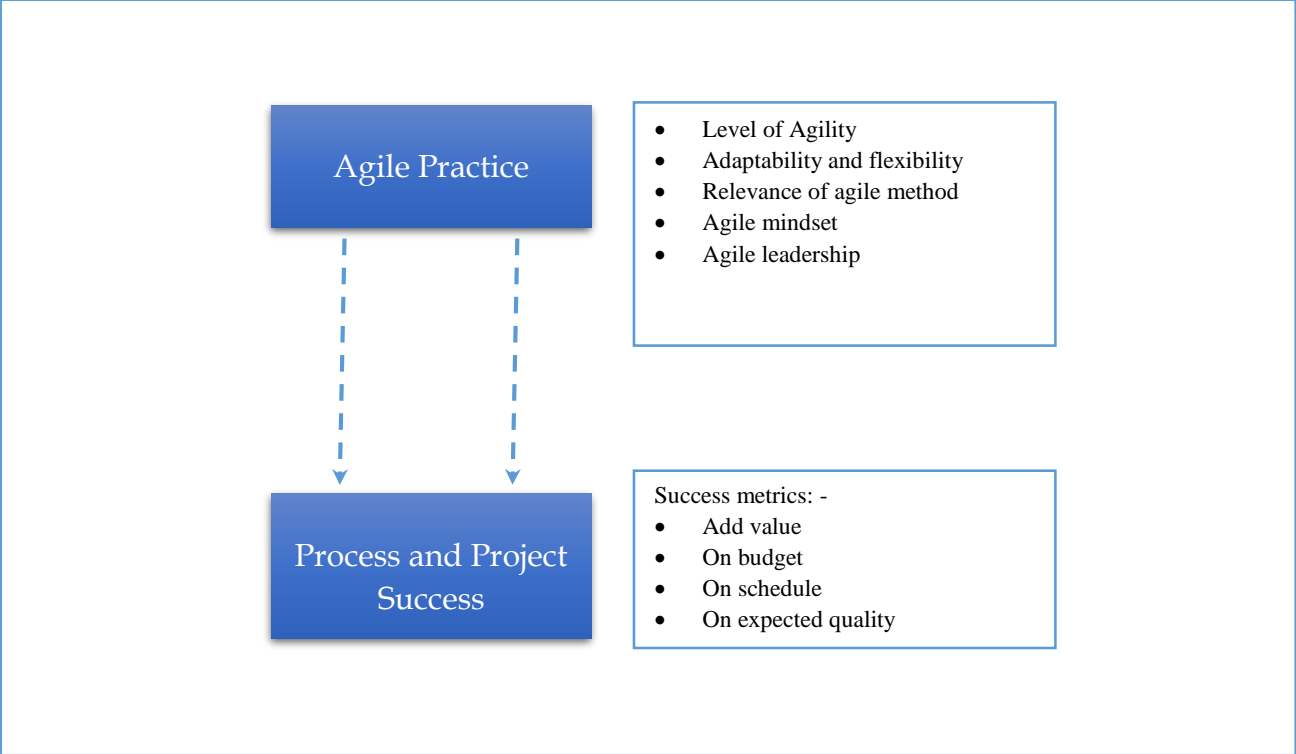 Agile Practice
• Level of Agility
• Adaptability and flexibility
• Relevance of agile method
• Agile mindset
• Agile leadership
Process and Project
Success
Success metrics: -
• Add value
• On budget
• On schedule
• On expected quality